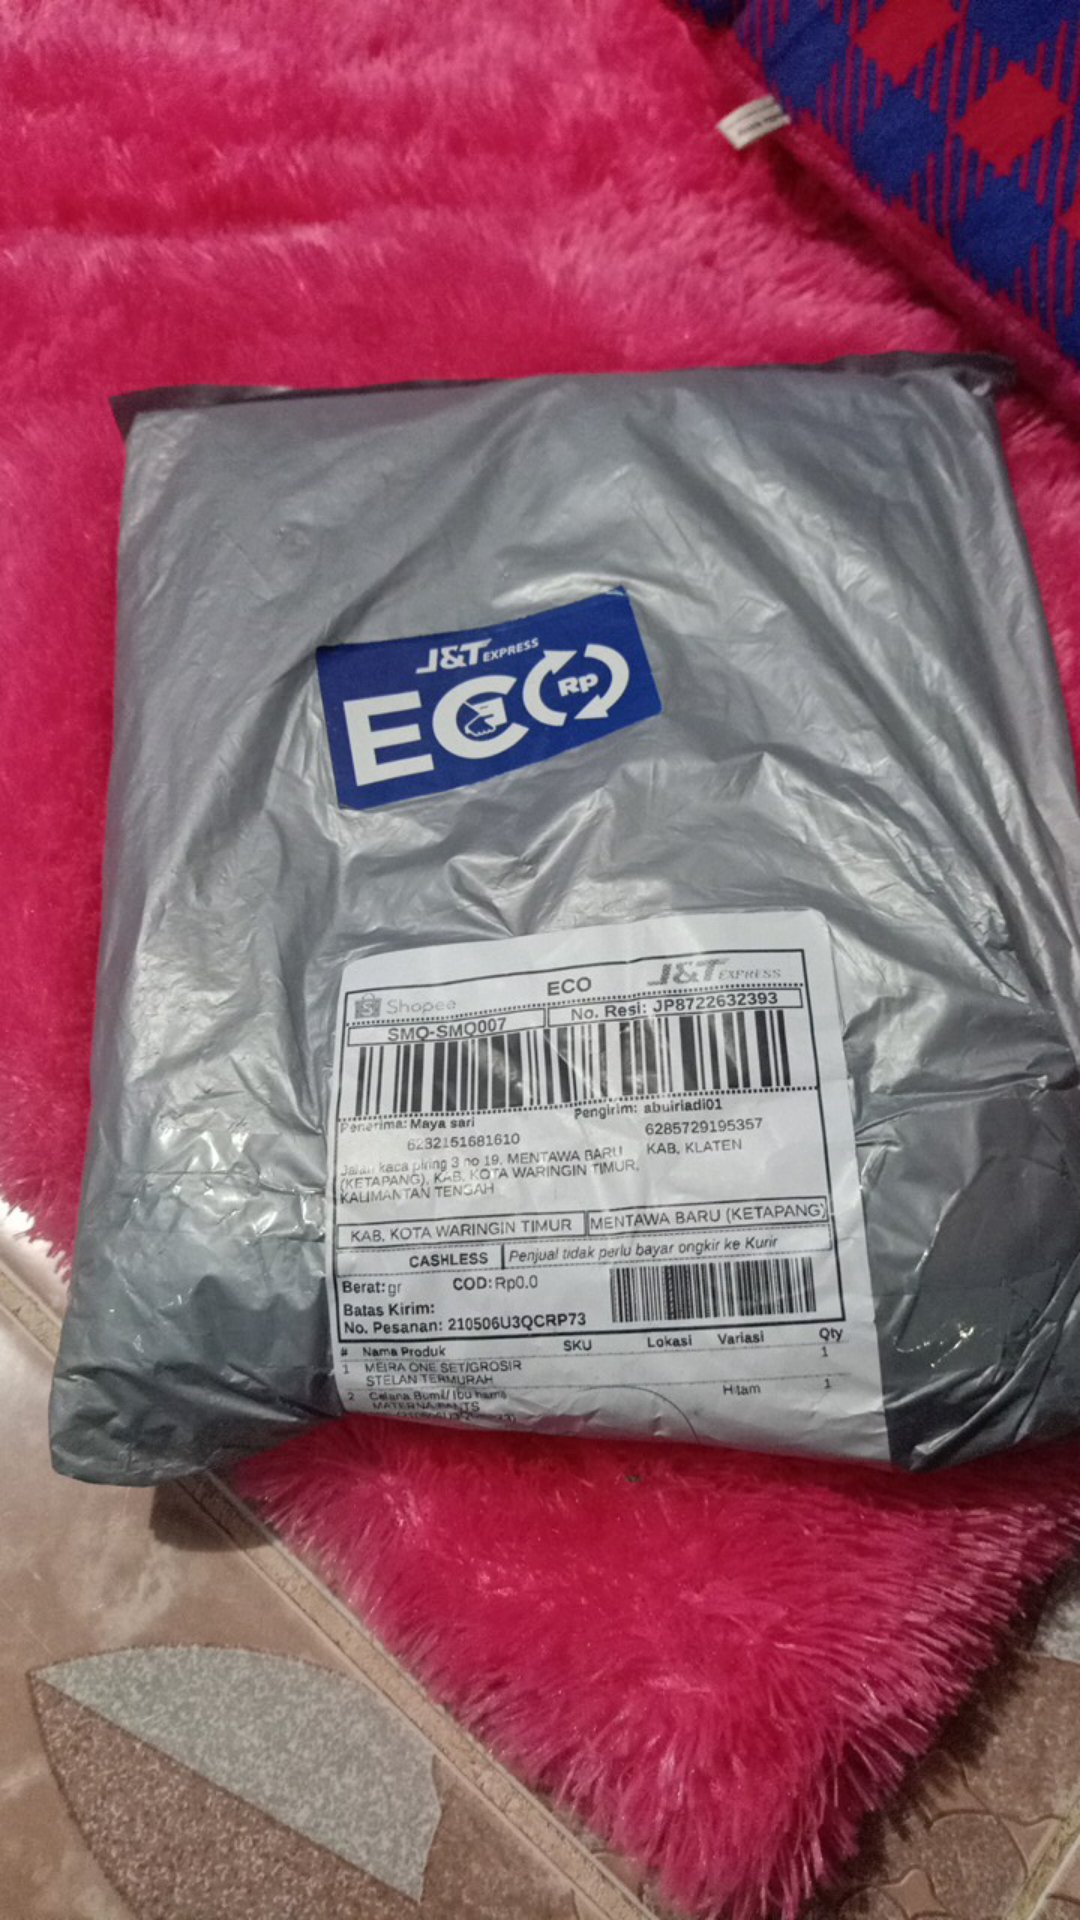 J&T EXPRESS
ECO
Rp
ECO
J&T EXPRESS
Shopee
SMQ-SMQ007
No. Resi: JP8722632393
Penerima: Maya sari
Pengirim: abuiriadi01
6232151681610
6285729195357
KAB. KLATEN
Jalan kaca piring 3 no 19, MENTAWA BARU
(KETAPANG), KAB. KOTA WARINGIN TIMUR,
KALIMANTAN TENGAH
KAB. KOTA WARINGIN TIMUR
MENTAWA BARU (KETAPANG)
CASHLESS
Penjual tidak perlu bayar ongkir ke Kurir
Berat: gr
COD: Rp0.0
Batas Kirim:
No. Pesanan: 210506U3QCRP73
# Nama Produk SKU Lokasi Variasi Qty
1 MEIRA ONE SET/GROSIR 1
STELAN TERMURAH
2 Celana Bumil/ Ibu hamil Hitam 1